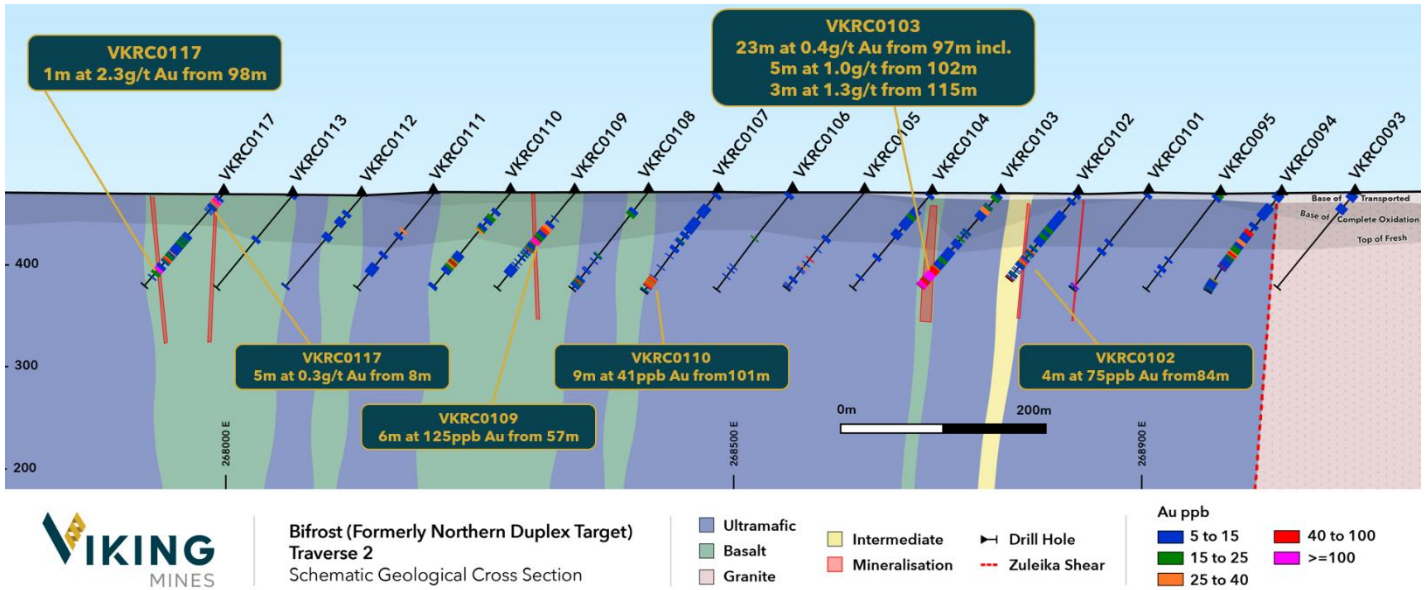 VKRC0117
1m at 2.3g/t Au from 98m
VKRC0103
23m at 0.4g/t Au from 97m incl.
5m at 1.0g/t from 102m
3m at 1.3g/t from 115m
VKRC0117
VKRC0113
VKRC0112
VKRC0111
VKRC0110
VKRC0109
VKRC0108
VKRC0107
VKRC0106
VKRC0105
VKRC0104
VKRC0103
VKRC0102
VKRC0101
VKRC0095
VKRC0094
VKRC0093
Base of Transported
Base of Complete Oxidation
Top of Fresh
400
300
200
VKRC0117
5m at 0.3g/t Au from 8m
VKRC0110
9m at 41ppb Au from101m
VKRC0102
4m at 75ppb Au from84m
VKRC0109
6m at 125ppb Au from 57m
0m
200m
268000 E
268500 E
268900 E
VIKING
MINES
Bifrost (Formerly Northern Duplex Target)
Traverse 2
Schematic Geological Cross Section
Ultramafic
Basalt
Granite
Intermediate
Mineralisation
Drill Hole
Zuleika Shear
Au ppb
5 to 15
15 to 25
25 to 40
40 to 100
>=100